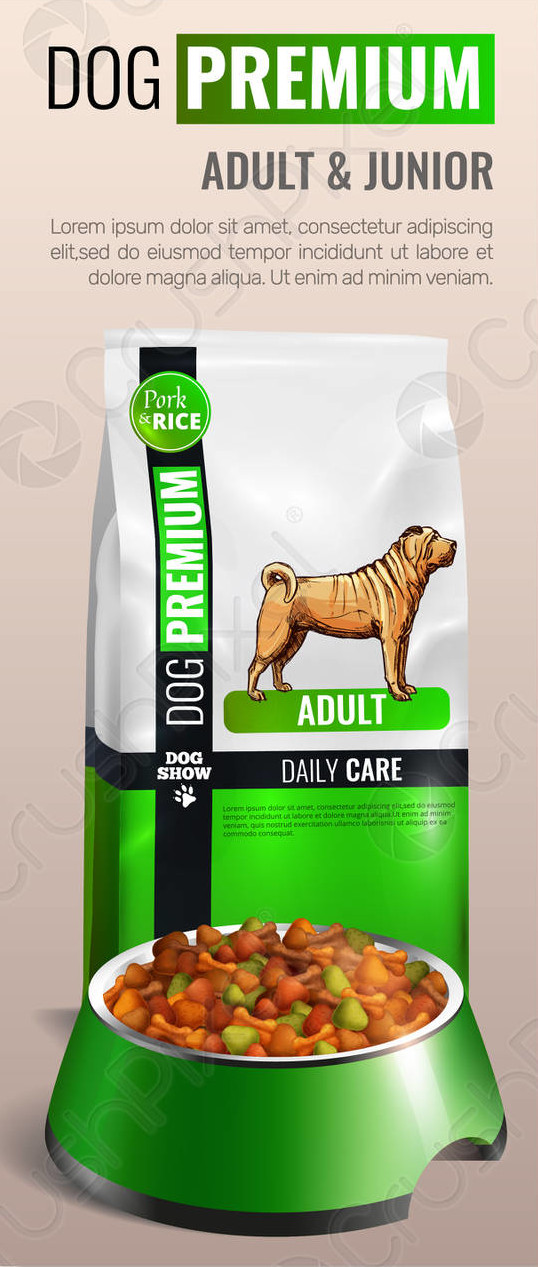 DOG PREMIUM
ADULT & JUNIOR
Lorem ipsum dolor sit amet, consectetur adipiscing
elit,sed do eiusmod tempor incididunt ut labore et
dolore magna aliqua. Ut enim ad minim veniam.
Pork
& RICE
DOG PREMIUM
ADULT
DOG
SHOW
DAILY CARE
Lorem ipsum dolor sit amet, consectetur adipiscing elit,sed do eiusmod
tempor incididunt ut labore et dolore magna aliqua. Ut enim ad minim
veniam, quis nostrud exercitation ullamco laboris nisi ut aliquip ex ea
commodo consequat.